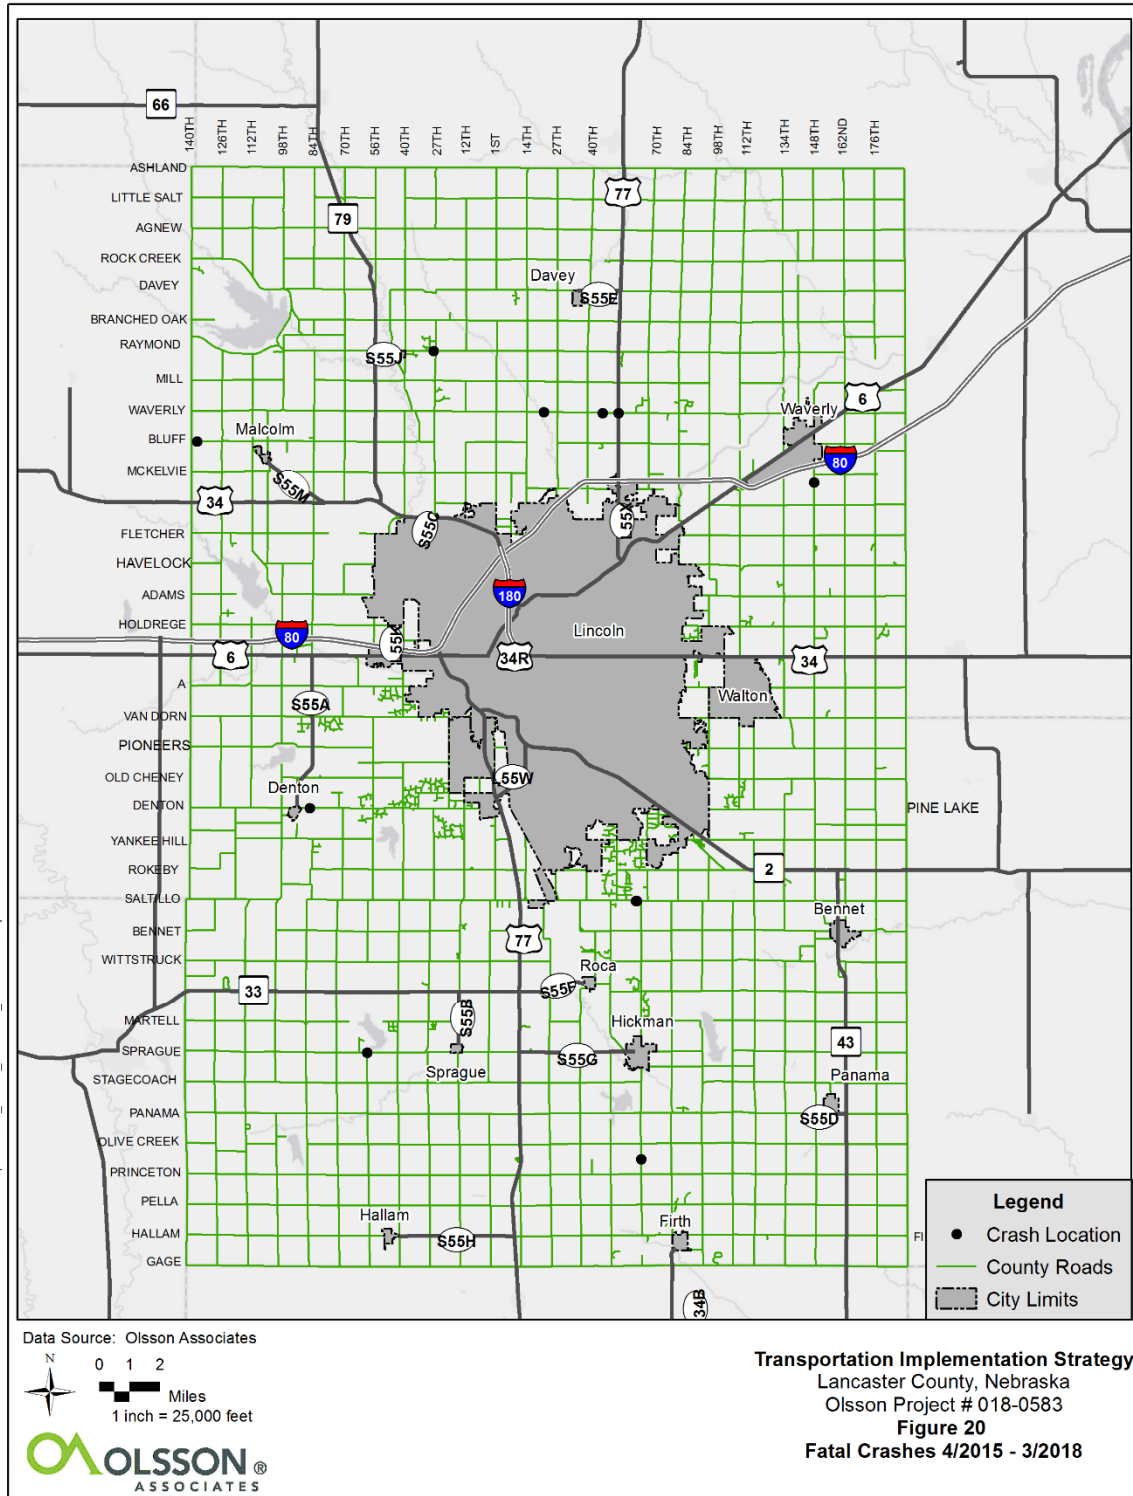 66
140TH
126TH
112TH
98TH
84TH
70TH
56TH
40TH
27TH
12TH
1ST
14TH
27TH
40TH
70TH
84TH
98TH
112TH
134TH
148TH
162ND
176TH
ASHLAND
LITTLE SALT
77
79
AGNEW
ROCK CREEK
Davey
DAVEY
S55E
BRANCHED OAK
RAYMOND
S55J
MILL
6
WAVERLY
Waverly
BLUFF
Malcolm
80
MCKELVIE
S55M
34
S55C
L55X
FLETCHER
HAVELOCK
180
ADAMS
HOLDREGE
Lincoln
80
55K
6
34R
34
A
Walton
S55A
VAN DORN
PIONEERS
OLD CHENEY
L55W
Denton
DENTON
PINE LAKE
YANKEE HILL
ROKEBY
2
SALTILLO
Bennet
BENNET
77
WITTSTRUCK
Roca
33
S55F
MARTELL
S55B
Hickman
43
SPRAGUE
S55G
Sprague
STAGECOACH
Panama
PANAMA
S55D
OLIVE CREEK
PRINCETON
PELLA
Hallam
Firth
HALLAM
S55H
FI
GAGE
34B
Legend
Crash Location
County Roads
City Limits
Data Source: Olsson Associates
N
0 1 2
Miles
1 inch = 25,000 feet
OLSSON ®
ASSOCIATES
Transportation Implementation Strategy
Lancaster County, Nebraska
Olsson Project # 018-0583
Figure 20
Fatal Crashes 4/2015 - 3/2018